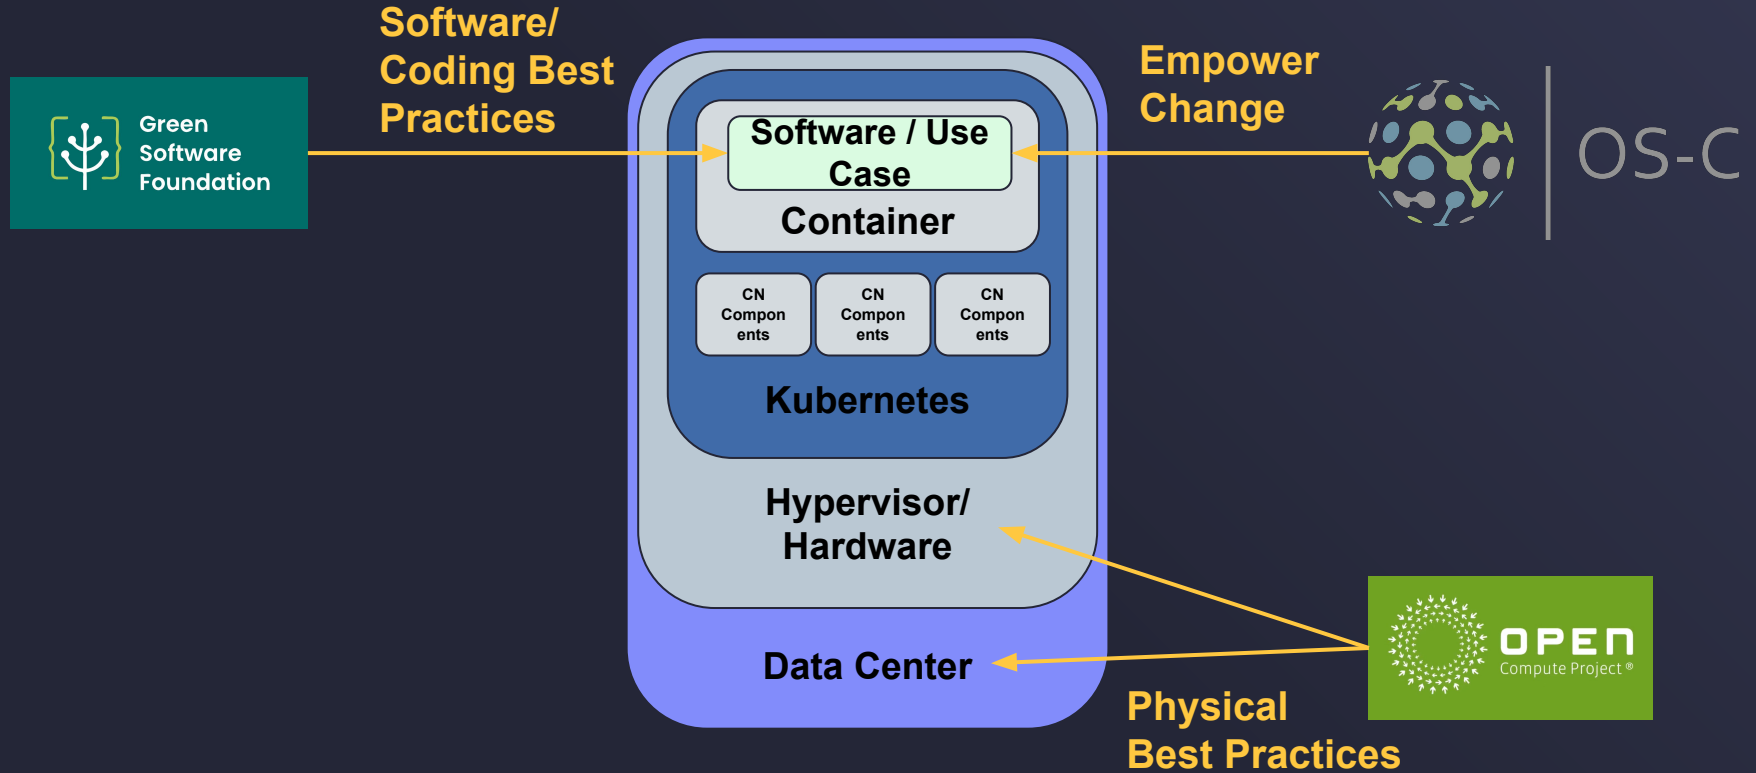 Software/
Coding Best
Practices
Green
Software
Foundation
Empower
Change
OS-C
Software / Use
Case
Container
CN
Compon
ents
CN
Compon
ents
CN
Compon
ents
Kubernetes
Hypervisor/
Hardware
Data Center
OPEN
Compute Project ®
Physical
Best Practices